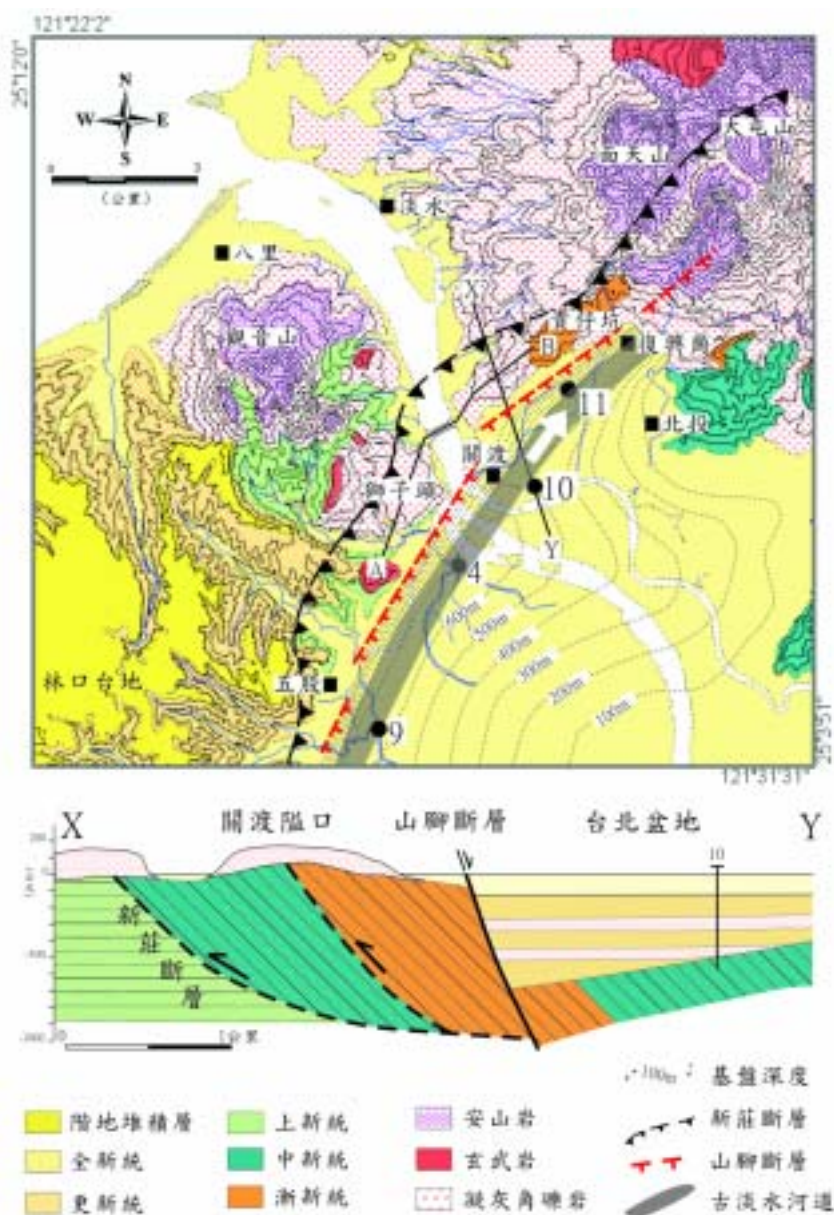 121°22'2"
25°12'0"
N
W E
S
0 2
(公里)
大屯山
面天山
淡水
八里
X
觀音山
B
復興崗
11
北投
關渡
獅子頭
10
Y
A
4
600m
500m
400m
300m
200m
100m
林口台地
五股
9
25°3'51"
121°31'31"
X 關渡隘口 山腳斷層 台北盆地 Y
10
新莊斷層
0 1公里
100m 基盤深度
階地堆積層 上新統 安山岩 新莊斷層
全新統 中新統 玄武岩 山腳斷層
更新統 漸新統 凝灰角礫岩 古淡水河道